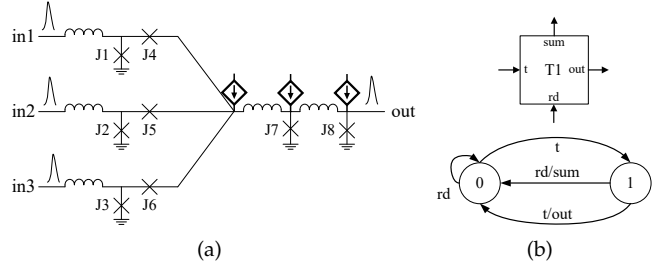 in1
J1
J4
in2
J2
J5
J7
J8
out
in3
J3
J6
(a)
sum
t
T1
out
rd
t
0
rd/sum
1
rd
t/out
(b)